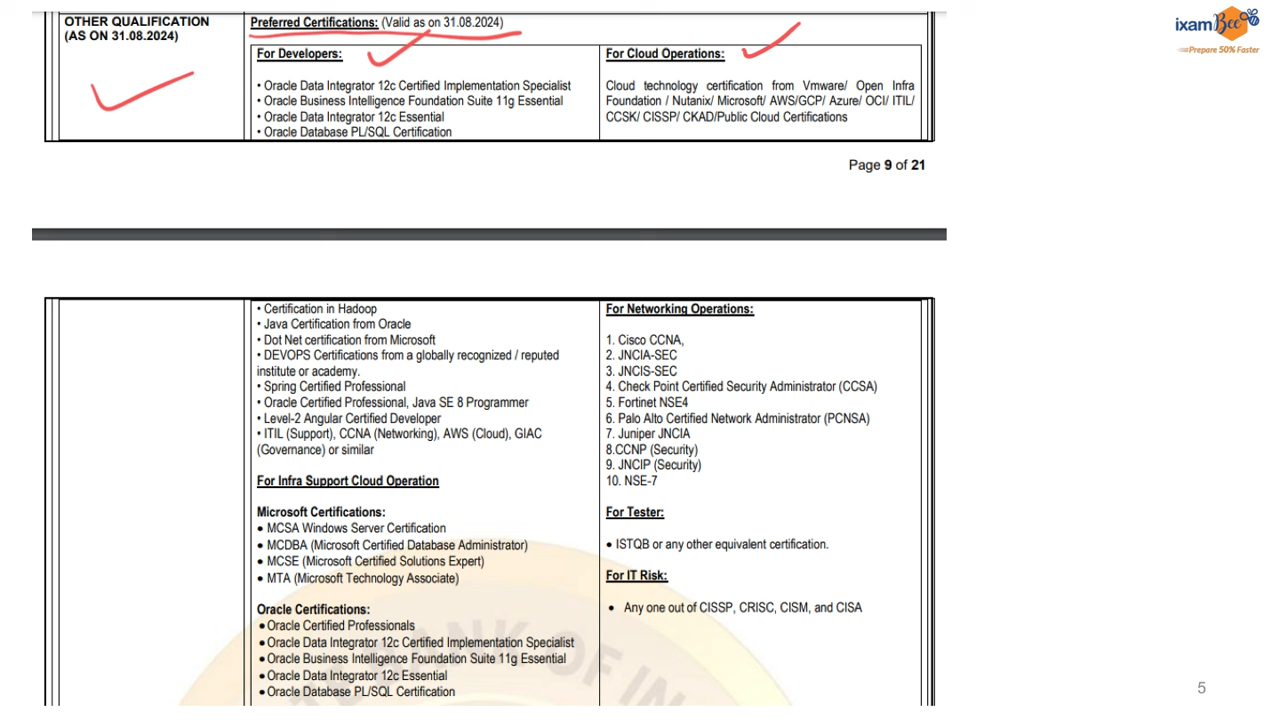 OTHER QUALIFICATION
(AS ON 31.08.2024)
Preferred Certifications: (Valid as on 31.08.2024)
For Developers:
• Oracle Data Integrator 12c Certified Implementation Specialist
• Oracle Business Intelligence Foundation Suite 11g Essential
• Oracle Data Integrator 12c Essential
• Oracle Database PL/SQL Certification
For Cloud Operations:
Cloud technology certification from Vmware/ Open Infra
Foundation / Nutanix/ Microsoft/ AWS/GCP/ Azure/ OCI/ ITIL/
CCSK/ CISSP/ CKAD/Public Cloud Certifications
ixamBee
Prepare 50% Faster
Page 9 of 21
• Certification in Hadoop
• Java Certification from Oracle
• Dot Net certification from Microsoft
• DEVOPS Certifications from a globally recognized / reputed
institute or academy.
• Spring Certified Professional
• Oracle Certified Professional, Java SE 8 Programmer
• Level-2 Angular Certified Developer
• ITIL (Support), CCNA (Networking), AWS (Cloud), GIAC
(Governance) or similar
For Infra Support Cloud Operation
Microsoft Certifications:
• MCSA Windows Server Certification
• MCDBA (Microsoft Certified Database Administrator)
• MCSE (Microsoft Certified Solutions Expert)
• MTA (Microsoft Technology Associate)
Oracle Certifications:
• Oracle Certified Professionals
• Oracle Data Integrator 12c Certified Implementation Specialist
• Oracle Business Intelligence Foundation Suite 11g Essential
• Oracle Data Integrator 12c Essential
• Oracle Database PL/SQL Certification
For Networking Operations:
1. Cisco CCNA,
2. JNCIA-SEC
3. JNCIS-SEC
4. Check Point Certified Security Administrator (CCSA)
5. Fortinet NSE4
6. Palo Alto Certified Network Administrator (PCNSA)
7. Juniper JNCIA
8.CCNP (Security)
9. JNCIP (Security)
10. NSE-7
For Tester:
• ISTQB or any other equivalent certification.
For IT Risk:
• Any one out of CISSP, CRISC, CISM, and CISA
BANK OF IN
5